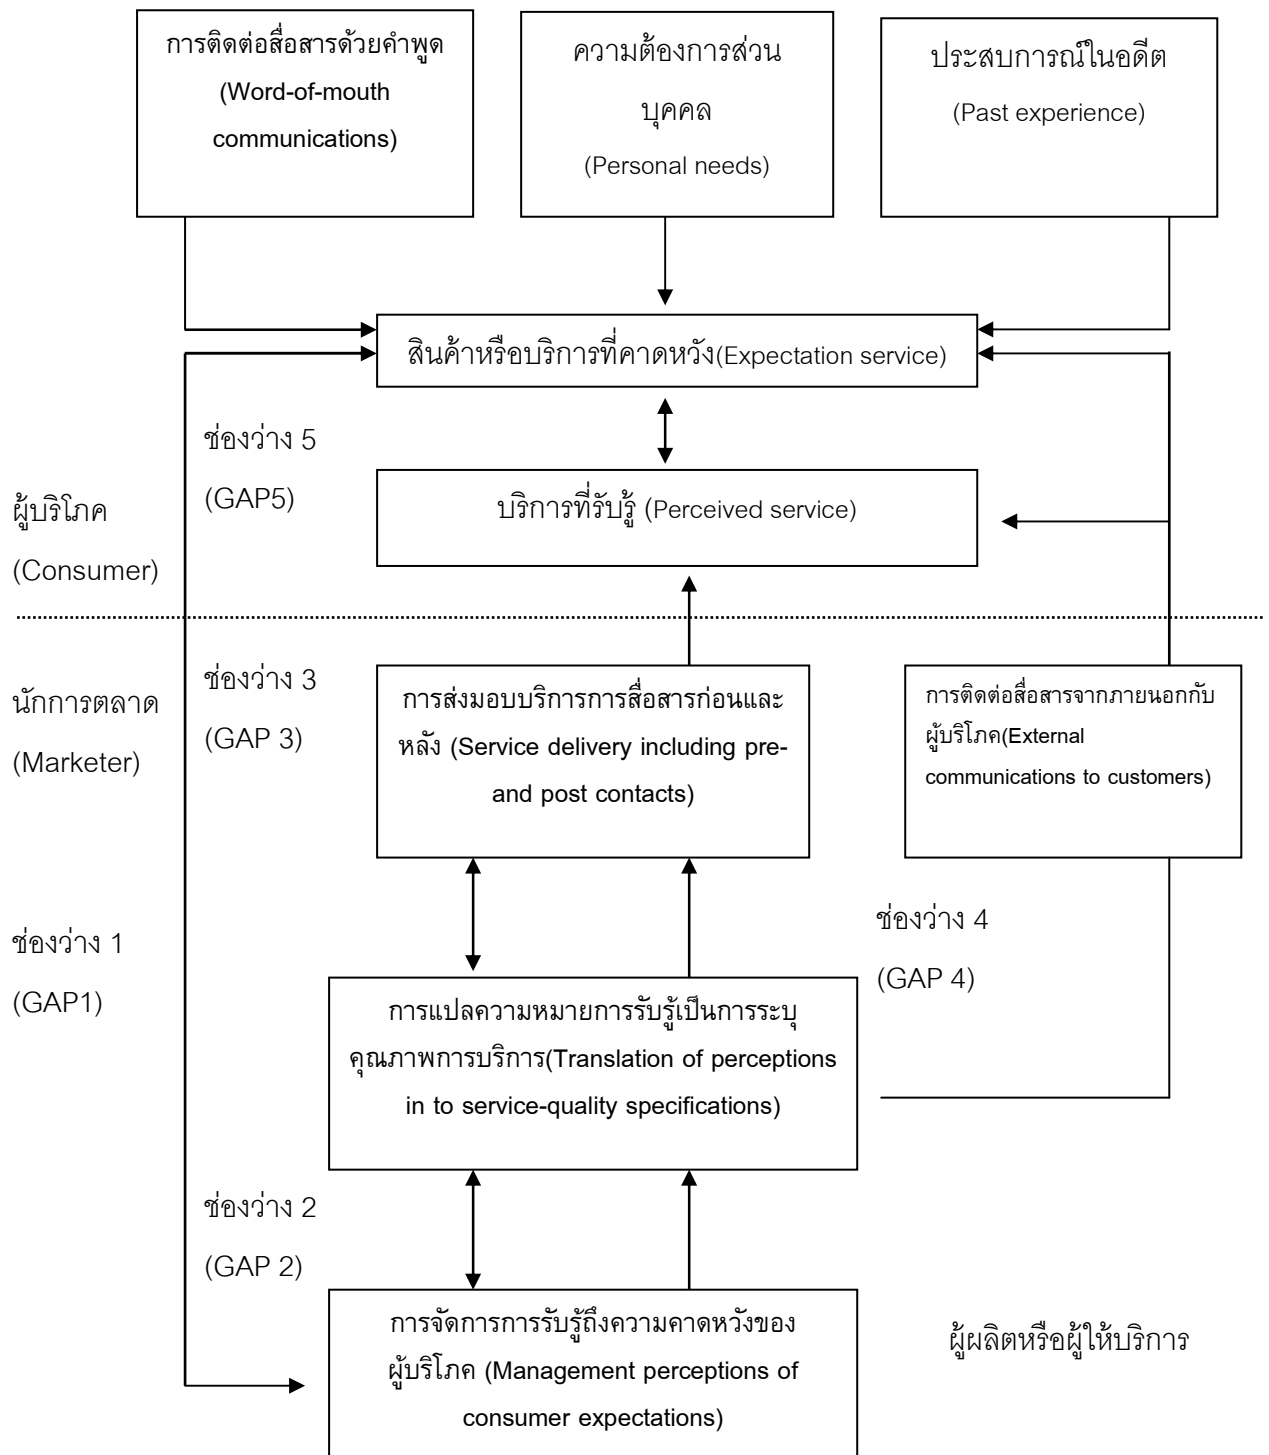 การติดต่อสื่อสารด้วยคำพูด
(Word-of-mouth
communications)
ความต้องการส่วน
บุคคล
(Personal needs)
ประสบการณ์ในอดีต
(Past experience)
สินค้าหรือบริการที่คาดหวัง(Expectation service)
ช่องว่าง 5
(GAP5)
บริการที่รับรู้ (Perceived service)
ผู้บริโภค
(Consumer)
นักการตลาด
(Marketer)
ช่องว่าง 3
(GAP 3)
การส่งมอบบริการการสื่อสารก่อนและ
หลัง (Service delivery including pre-
and post contacts)
การติดต่อสื่อสารจากภายนอกกับ
ผู้บริโภค(External
communications to customers)
ช่องว่าง 1
(GAP1)
ช่องว่าง 4
(GAP 4)
การแปลความหมายการรับรู้เป็นการระบุ
คุณภาพการบริการ(Translation of perceptions
in to service-quality specifications)
ช่องว่าง 2
(GAP 2)
การจัดการการรับรู้ถึงความคาดหวังของ
ผู้บริโภค (Management perceptions of
consumer expectations)
ผู้ผลิตหรือผู้ให้บริการ